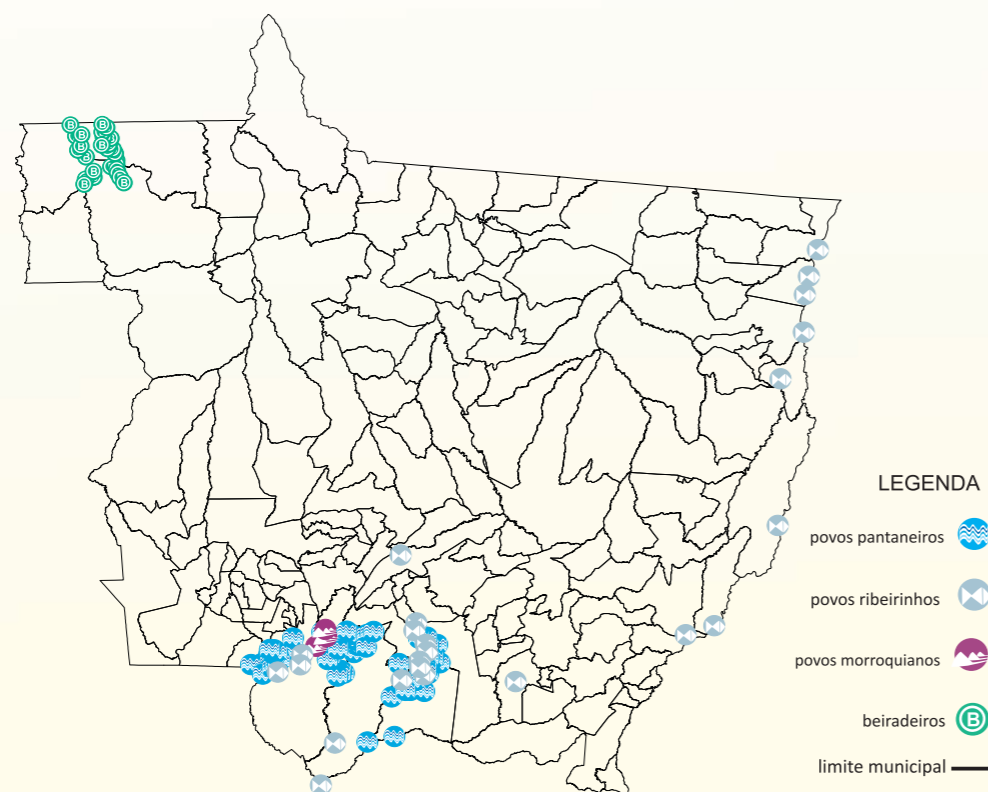 LEGENDA
povos pantaneiros
povos ribeirinhos
povos morroquianos
beiradeiros B
limite municipal